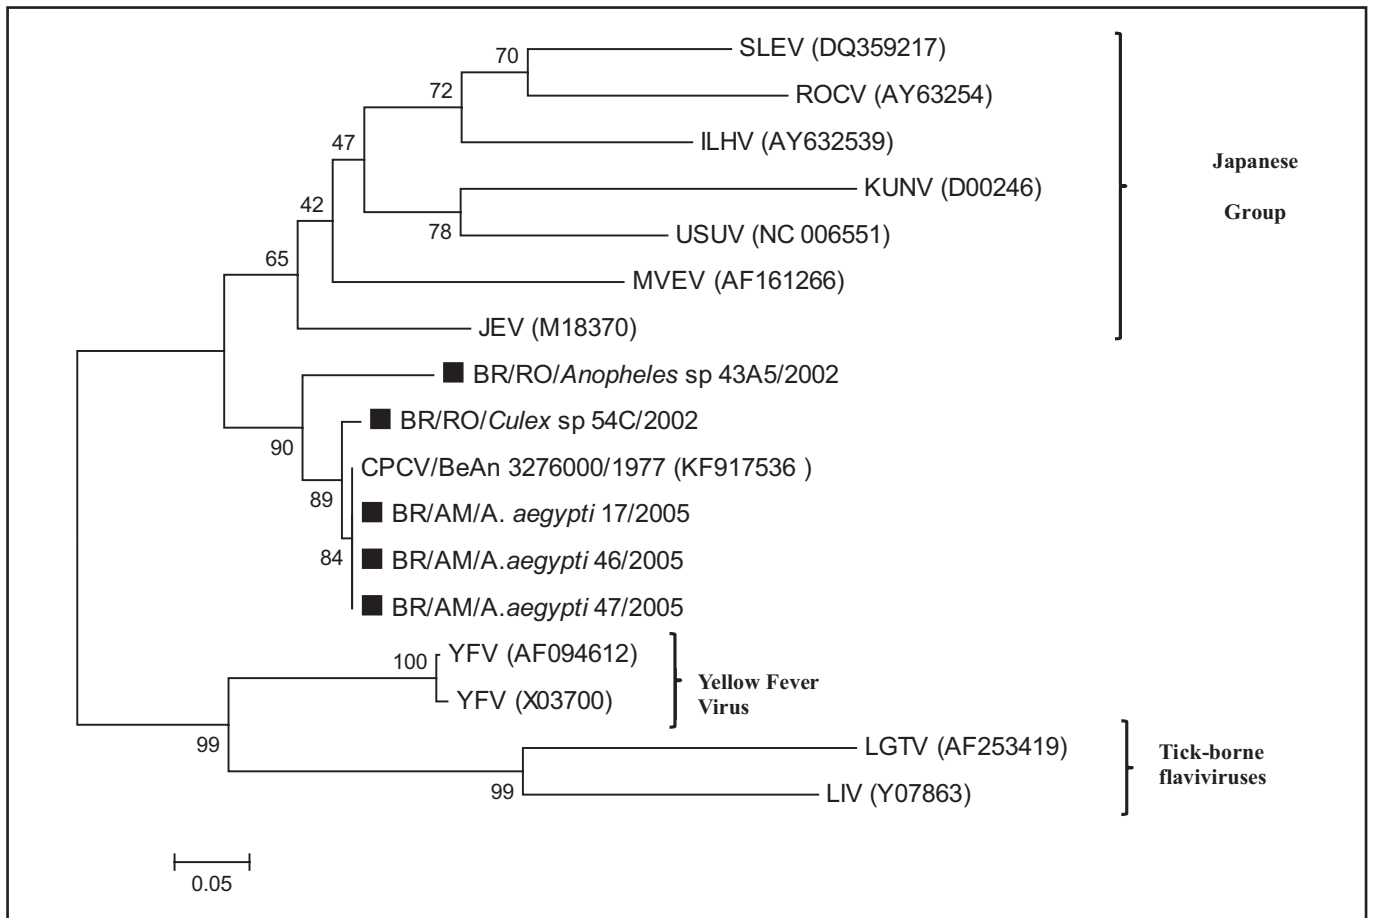 70
SLEV (DQ359217)
ROCV (AY63254)
72
ILHV (AY632539)
47
KUNV (D00246)
78
USUV (NC 006551)
42
MVEV (AF161266)
65
JEV (M18370)
Japanese
Group
BR/RO/Anopheles sp 43A5/2002
90
BR/RO/Culex sp 54C/2002
CPCV/BeAn 3276000/1977 (KF917536 )
89
BR/AM/A. aegypti 17/2005
84
BR/AM/A.aegypti 46/2005
BR/AM/A.aegypti 47/2005
100
YFV (AF094612)
YFV (X03700)
Yellow Fever
Virus
99
LGTV (AF253419)
99
LIV (Y07863)
Tick-borne
flaviviruses
0.05